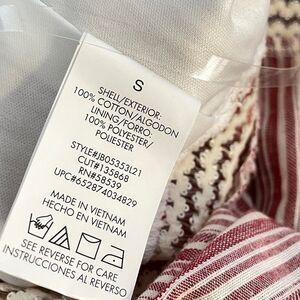 S
SHELL/EXTERIOR:
100% COTTON/ALGODON
LINING/FORRO:
100% POLYESTER/
POLIESTER
STYLE#JB05353L21
CUT#135868
RN#58539
UPC#652874034829
MADE IN VIETNAM
HECHO EN VIETNAM
SEE REVERSE FOR CARE
INSTRUCCIONES AL REVERSO